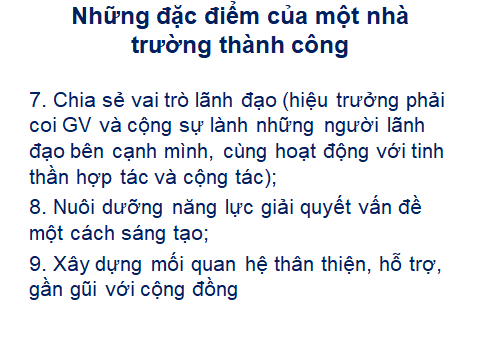 Những đặc điểm của một nhà
trường thành công
7. Chia sẻ vai trò lãnh đạo (hiệu trưởng phải
coi GV và cộng sự lành những người lãnh
đạo bên cạnh mình, cùng hoạt động với tinh
thần hợp tác và cộng tác);
8. Nuôi dưỡng năng lực giải quyết vấn đề
một cách sáng tạo;
9. Xây dựng mối quan hệ thân thiện, hỗ trợ,
gần gũi với cộng đồng